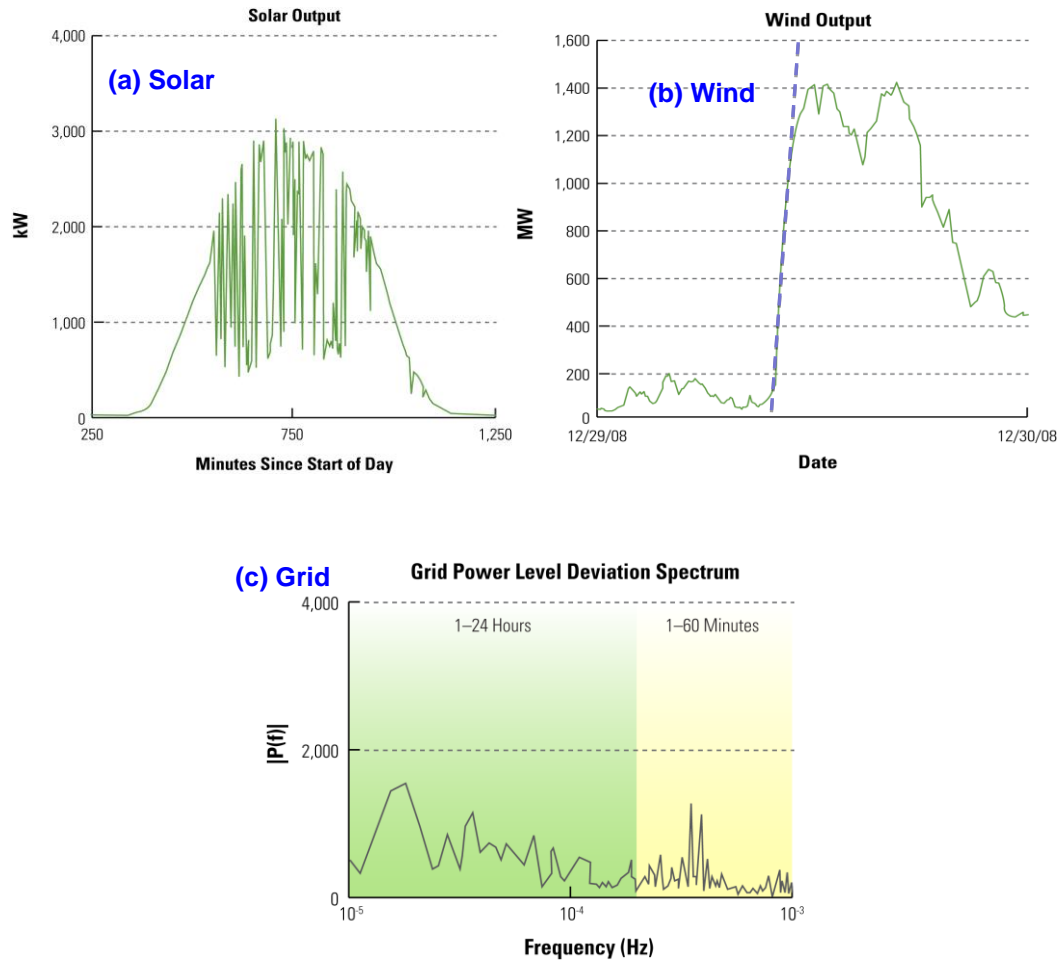 Solar Output
4,000
(a) Solar
3,000
kW
2,000
1,000
0
250
750
1,250
Minutes Since Start of Day
Wind Output
1,600
(b) Wind
1,400
1,200
1,000
MW
800
600
400
200
0
12/29/08
12/30/08
Date
(c) Grid
Grid Power Level Deviation Spectrum
4,000
1–24 Hours
1–60 Minutes
|P(f)|
2,000
0
10-5
10-4
10-3
Frequency (Hz)